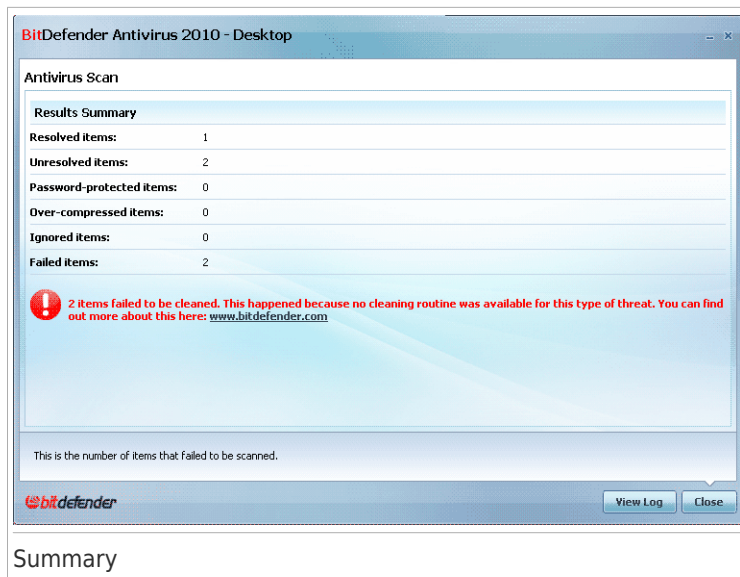 BitDefender Antivirus 2010 - Desktop
Antivirus Scan
Results Summary
Resolved items: 1
Unresolved items: 2
Password-protected items: 0
Over-compressed items: 0
Ignored items: 0
Failed items: 2
2 items failed to be cleaned. This happened because no cleaning routine was available for this type of threat. You can find
out more about this here: www.bitdefender.com
This is the number of items that failed to be scanned.
bitdefender
View Log Close
Summary